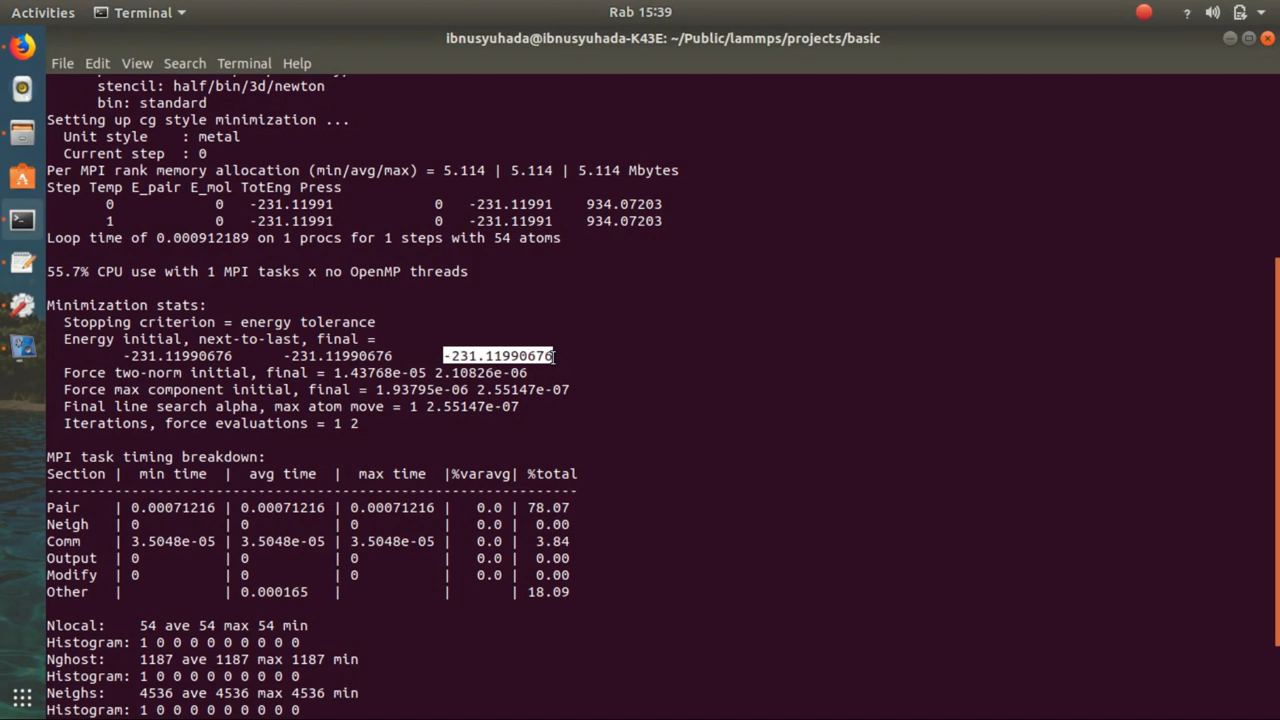 Activities Terminal Rab 15:39
ibnusyuhada@ibnusyuhada-K43E: ~/Public/lammps/projects/basic
File Edit View Search Terminal Help
stencil: half/bin/3d/newton
bin: standard
Setting up cg style minimization ...
Unit style : metal
Current step : 0
Per MPI rank memory allocation (min/avg/max) = 5.114 | 5.114 | 5.114 Mbytes
Step Temp E_pair E_mol TotEng Press
0 0 -231.11991 0 -231.11991 934.07203
1 0 -231.11991 0 -231.11991 934.07203
Loop time of 0.000912189 on 1 procs for 1 steps with 54 atoms
55.7% CPU use with 1 MPI tasks x no OpenMP threads
Minimization stats:
Stopping criterion = energy tolerance
Energy initial, next-to-last, final =
-231.11990676 -231.11990676 -231.11990676
Force two-norm initial, final = 1.43768e-05 2.10826e-06
Force max component initial, final = 1.93795e-06 2.55147e-07
Final line search alpha, max atom move = 1 2.55147e-07
Iterations, force evaluations = 1 2
MPI task timing breakdown:
Section | min time | avg time | max time |%varavg| %total
---------------------------------------------------------------
Pair | 0.00071216 | 0.00071216 | 0.00071216 | 0.0 | 78.07
Neigh | 0 | 0 | 0 | 0.0 | 0.00
Comm | 3.5048e-05 | 3.5048e-05 | 3.5048e-05 | 0.0 | 3.84
Output | 0 | 0 | 0 | 0.0 | 0.00
Modify | 0 | 0 | 0 | 0.0 | 0.00
Other | | 0.000165 | | | 18.09
Nlocal: 54 ave 54 max 54 min
Histogram: 1 0 0 0 0 0 0 0 0 0
Nghost: 1187 ave 1187 max 1187 min
Histogram: 1 0 0 0 0 0 0 0 0 0
Neighs: 4536 ave 4536 max 4536 min
Histogram: 1 0 0 0 0 0 0 0 0 0